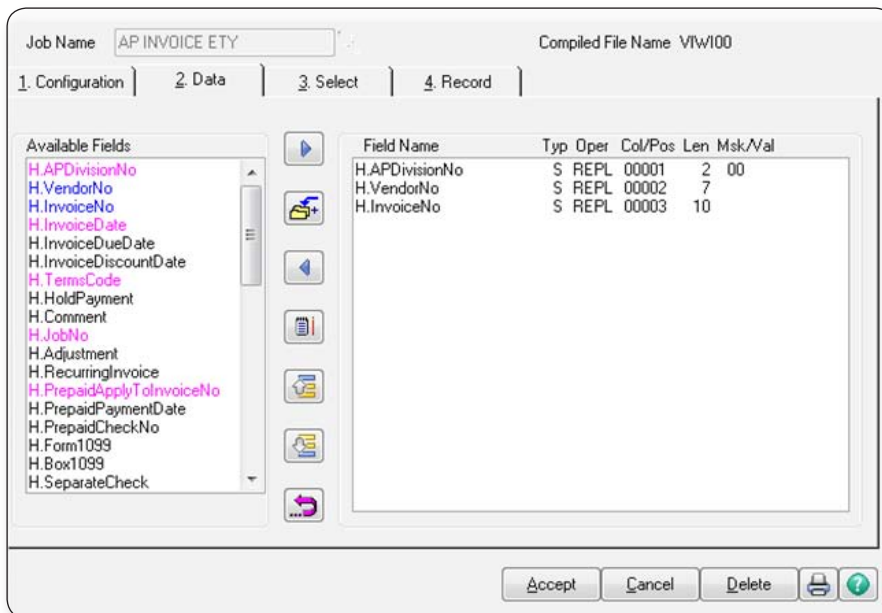 Job Name AP INVOICE ETY Compiled File Name VIWI00
1. Configuration 2. Data 3. Select 4. Record
Available Fields
H.APDivisionNo
H.VendorNo
H.InvoiceNo
H.InvoiceDate
H.InvoiceDueDate
H.InvoiceDiscountDate
H.TermsCode
H.HoldPayment
H.Comment
H.JobNo
H.Adjustment
H.RecurringInvoice
H.PrepaidApplyToInvoiceNo
H.PrepaidPaymentDate
H.PrepaidCheckNo
H.Form1099
H.Box1099
H.SeparateCheck
Field Name Typ Oper Col/Pos Len Msk/Val
H.APDivisionNo S REPL 00001 2 00
H.VendorNo S REPL 00002 7
H.InvoiceNo S REPL 00003 10
Accept Cancel Delete